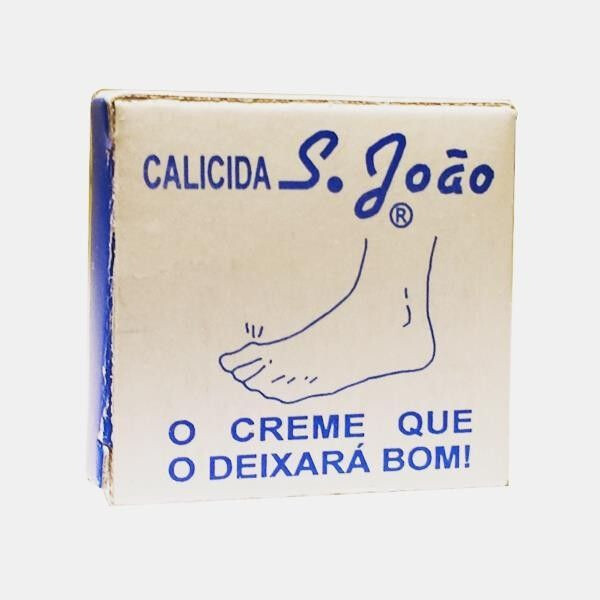 CALICIDA S. João
®
O CREME QUE
O DEIXARÁ BOM!